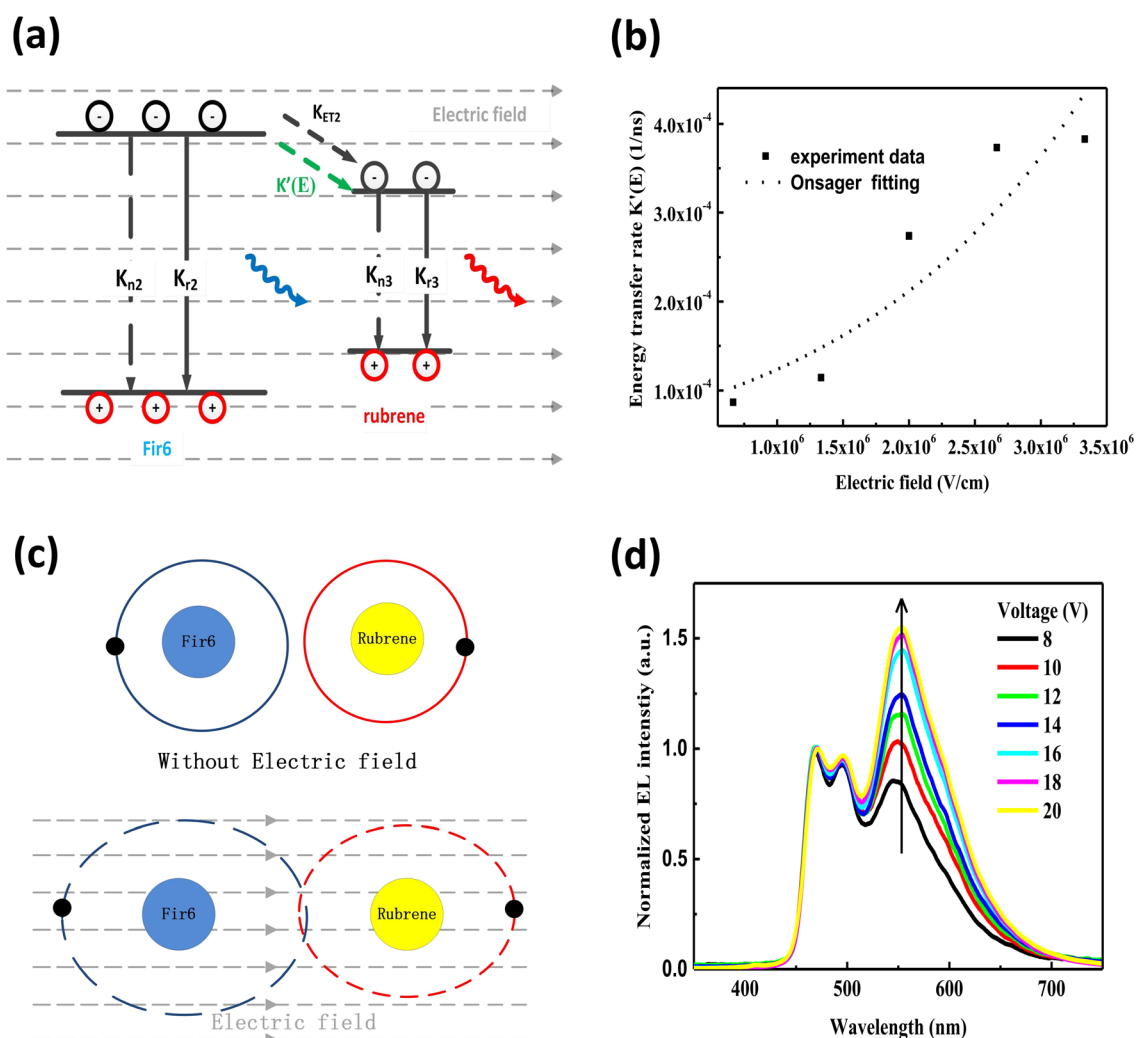 (a)
Electric field
K_ET2
K'(E)
K_n2
K_r2
K_n3
K_r3
- - -
- -
+ +
+ + +
rubrene
Fir6
(b)
Energy transfer rate K'(E) (1/ns)
4.0x10^-4
3.0x10^-4
2.0x10^-4
1.0x10^-4
experiment data
Onsager fitting
1.0x10^6 1.5x10^6 2.0x10^6 2.5x10^6 3.0x10^6 3.5x10^6
Electric field (V/cm)
(c)
Fir6
Rubrene
Without Electric field
Fir6
Rubrene
Electric field
(d)
Normalized EL intenstiy (a.u.)
1.5
1.0
0.5
0.0
Voltage (V)
8
10
12
14
16
18
20
400 500 600 700
Wavelength (nm)